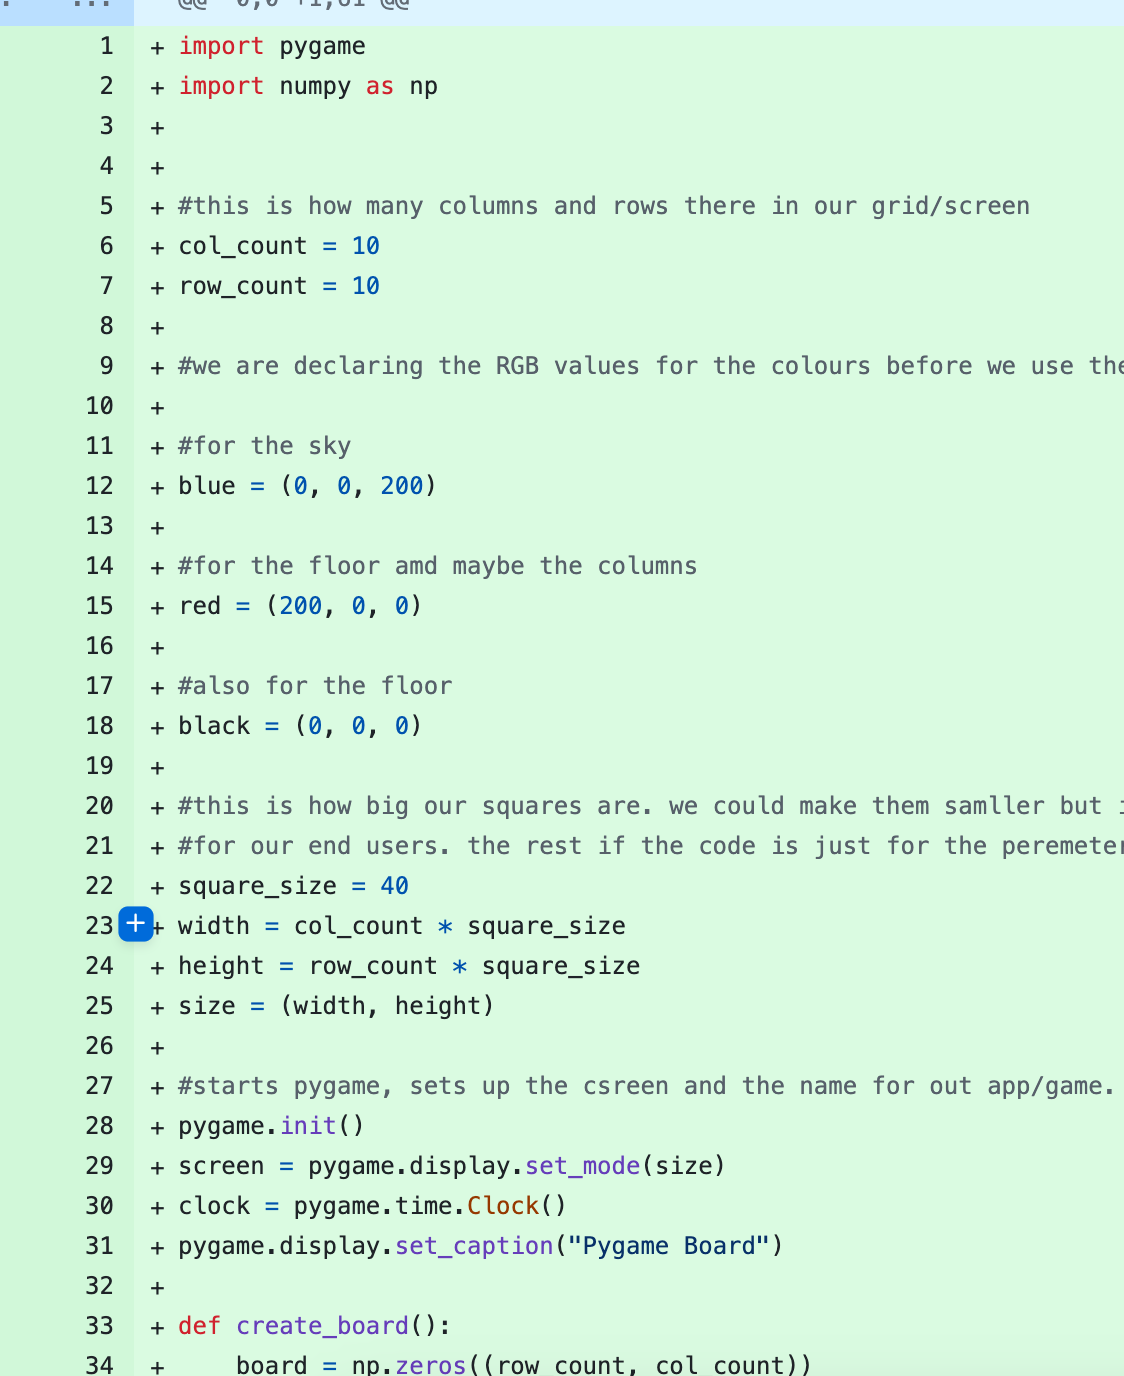 @@ -0,0 +1,61 @@
1 + import pygame
2 + import numpy as np
3 +
4 +
5 + #this is how many columns and rows there in our grid/screen
6 + col_count = 10
7 + row_count = 10
8 +
9 + #we are declaring the RGB values for the colours before we use
10 +
11 + #for the sky
12 + blue = (0, 0, 200)
13 +
14 + #for the floor amd maybe the columns
15 + red = (200, 0, 0)
16 +
17 + #also for the floor
18 + black = (0, 0, 0)
19 +
20 + #this is how big our squares are. we could make them samller but
21 + #for our end users. the rest if the code is just for the
22 + square_size = 40
23 + width = col_count * square_size
24 + height = row_count * square_size
25 + size = (width, height)
26 +
27 + #starts pygame, sets up the csreen and the name for out app/game.
28 + pygame.init()
29 + screen = pygame.display.set_mode(size)
30 + clock = pygame.time.Clock()
31 + pygame.display.set_caption("Pygame Board")
32 +
33 + def create_board():
34 + board = np.zeros((row_count, col_count))